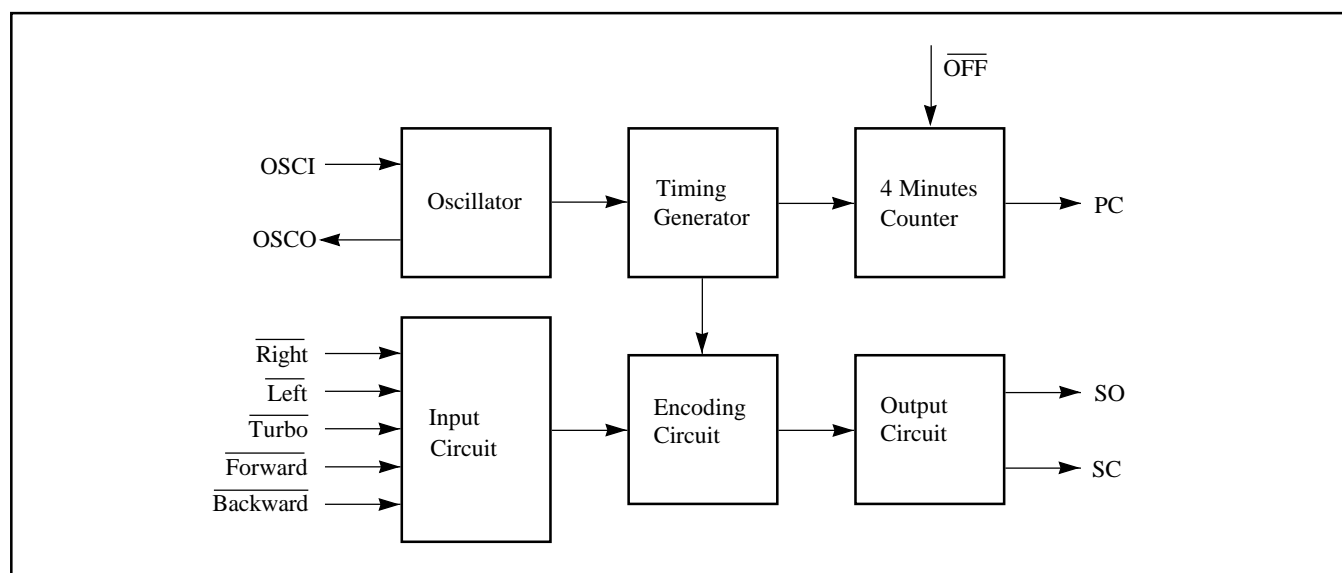 OFF
OSCI
Oscillator
OSCO
Timing
Generator
4 Minutes
Counter
PC
Right
Left
Turbo
Forward
Backward
Input
Circuit
Encoding
Circuit
Output
Circuit
SO
SC